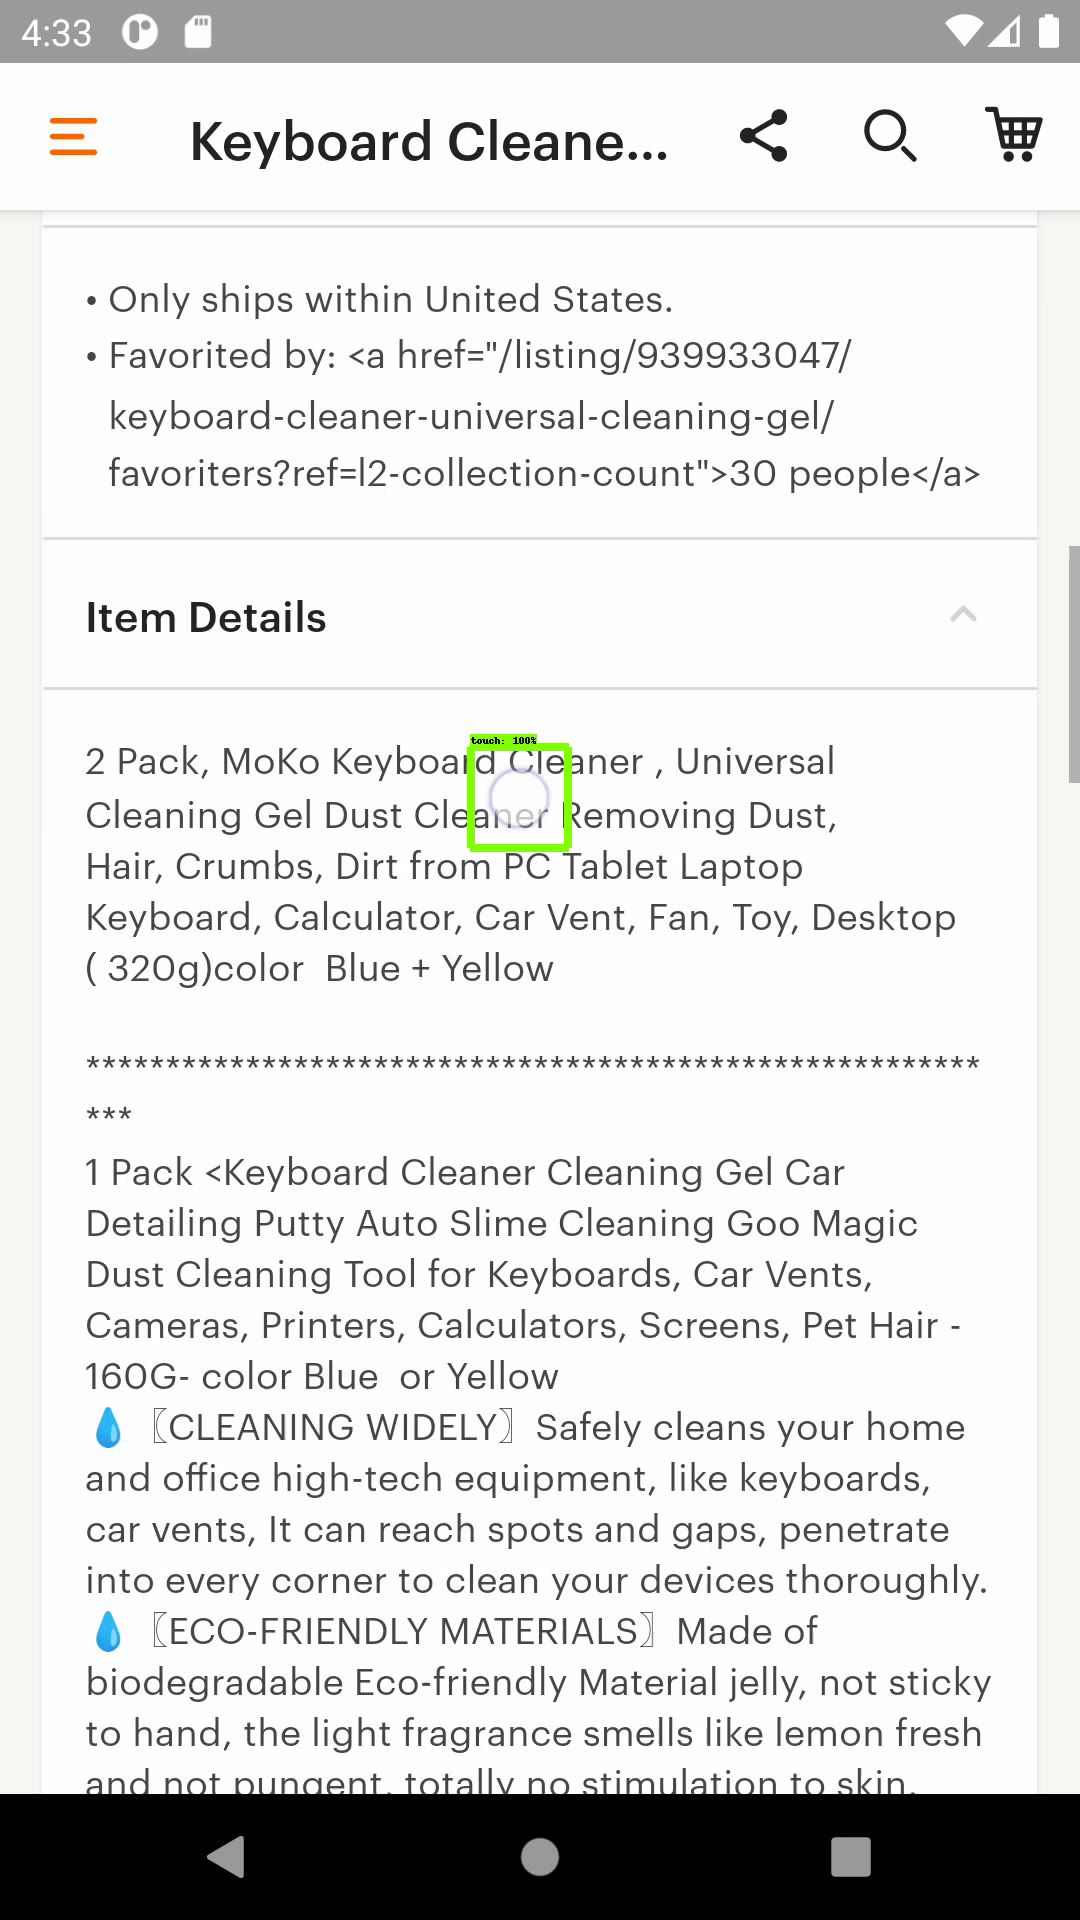 4:33
Keyboard Cleane...
• Only ships within United States.
• Favorited by: <a href="/listing/939933047/
keyboard-cleaner-universal-cleaning-gel/
favoriters?ref=l2-collection-count">30 people</a>
Item Details
touch: 100%
2 Pack, MoKo Keyboard Cleaner , Universal
Cleaning Gel Dust Cleaner Removing Dust,
Hair, Crumbs, Dirt from PC Tablet Laptop
Keyboard, Calculator, Car Vent, Fan, Toy, Desktop
( 320g)color  Blue + Yellow
********************************************************
***
1 Pack <Keyboard Cleaner Cleaning Gel Car
Detailing Putty Auto Slime Cleaning Goo Magic
Dust Cleaning Tool for Keyboards, Car Vents,
Cameras, Printers, Calculators, Screens, Pet Hair -
160G- color Blue  or Yellow
💧〖CLEANING WIDELY〗Safely cleans your home
and office high-tech equipment, like keyboards,
car vents, It can reach spots and gaps, penetrate
into every corner to clean your devices thoroughly.
💧〖ECO-FRIENDLY MATERIALS〗Made of
biodegradable Eco-friendly Material jelly, not sticky
to hand, the light fragrance smells like lemon fresh
and not pungent, totally no stimulation to skin.